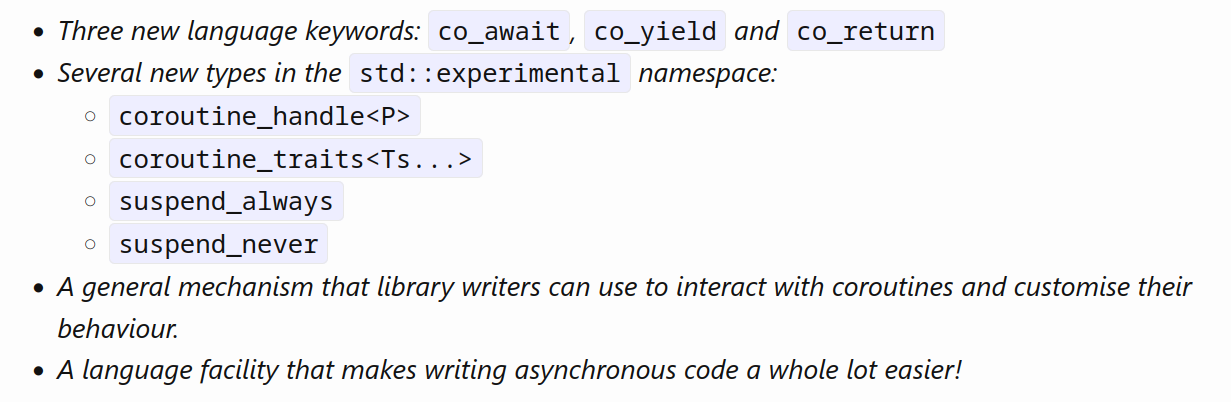 • Three new language keywords: co_await, co_yield and co_return
• Several new types in the std::experimental namespace:
◦ coroutine_handle<P>
◦ coroutine_traits<Ts...>
◦ suspend_always
◦ suspend_never
• A general mechanism that library writers can use to interact with coroutines and customise their
behaviour.
• A language facility that makes writing asynchronous code a whole lot easier!